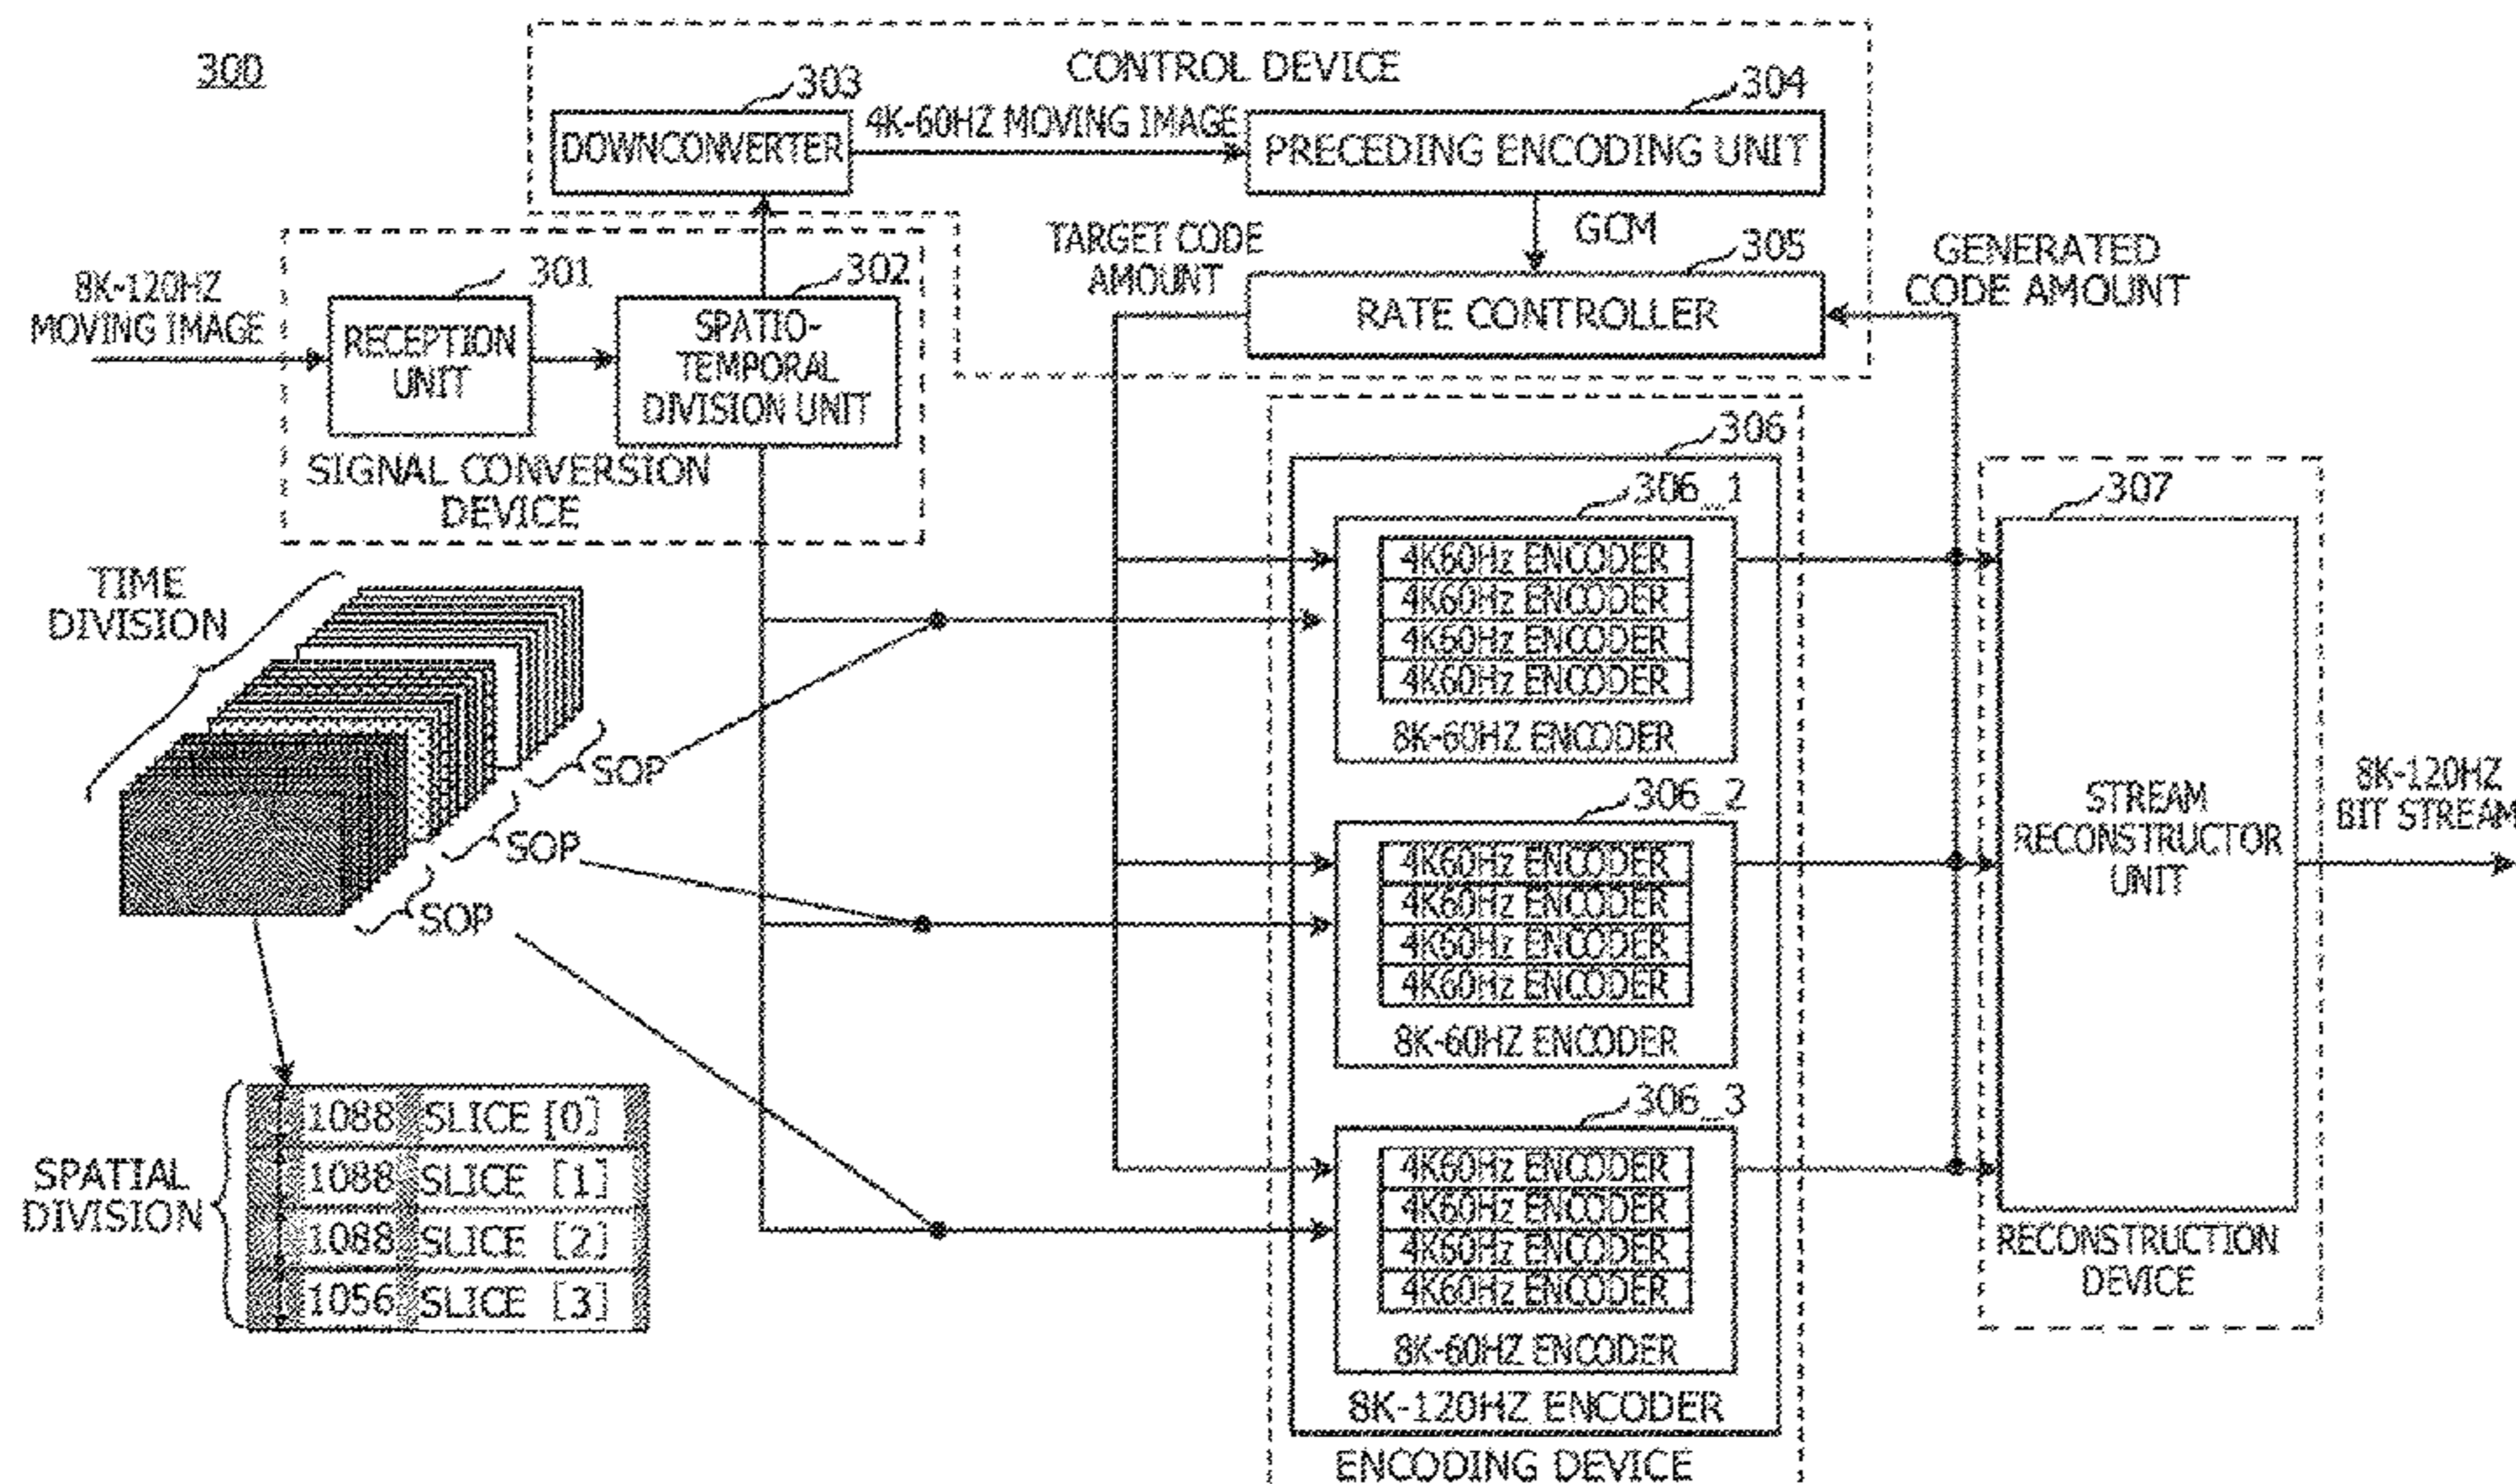 300
CONTROL DEVICE
303
DOWNCONVERTER
4K-60HZ MOVING IMAGE
304
PRECEDING ENCODING UNIT
GCM
TARGET CODE
AMOUNT
305
RATE CONTROLLER
GENERATED
CODE AMOUNT
8K-120HZ
MOVING IMAGE
301
RECEPTION
UNIT
302
SPATIO-
TEMPORAL
DIVISION UNIT
SIGNAL CONVERSION
DEVICE
TIME
DIVISION
SOP
SOP
SOP
SPATIAL
DIVISION
1088 SLICE [0]
1088 SLICE [1]
1088 SLICE [2]
1056 SLICE [3]
306
306_1
4K60Hz ENCODER
4K60Hz ENCODER
4K60Hz ENCODER
4K60Hz ENCODER
8K-60HZ ENCODER
306_2
4K60Hz ENCODER
4K60Hz ENCODER
4K60Hz ENCODER
4K60Hz ENCODER
8K-60HZ ENCODER
306_3
4K60Hz ENCODER
4K60Hz ENCODER
4K60Hz ENCODER
4K60Hz ENCODER
8K-60HZ ENCODER
8K-120HZ ENCODER
ENCODING DEVICE
307
STREAM
RECONSTRUCTOR
UNIT
RECONSTRUCTION
DEVICE
8K-120HZ
BIT STREAM